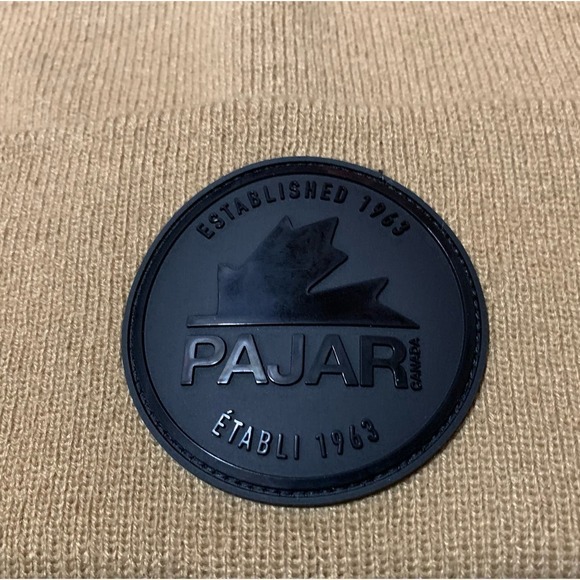 ESTABLISHED 1963
PAJAR
CANADA
ÉTABLI 1963